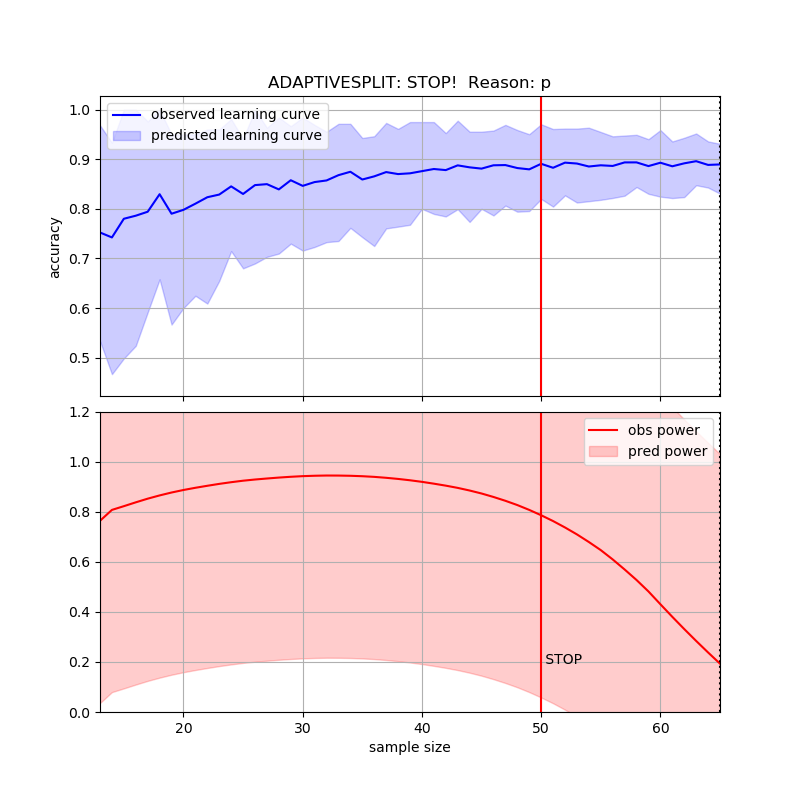 ADAPTIVESPLIT: STOP!  Reason: p
1.0
0.9
0.8
0.7
0.6
0.5
accuracy
observed learning curve
predicted learning curve
1.2
1.0
0.8
0.6
0.4
0.2
0.0
obs power
pred power
STOP
20 30 40 50 60
sample size